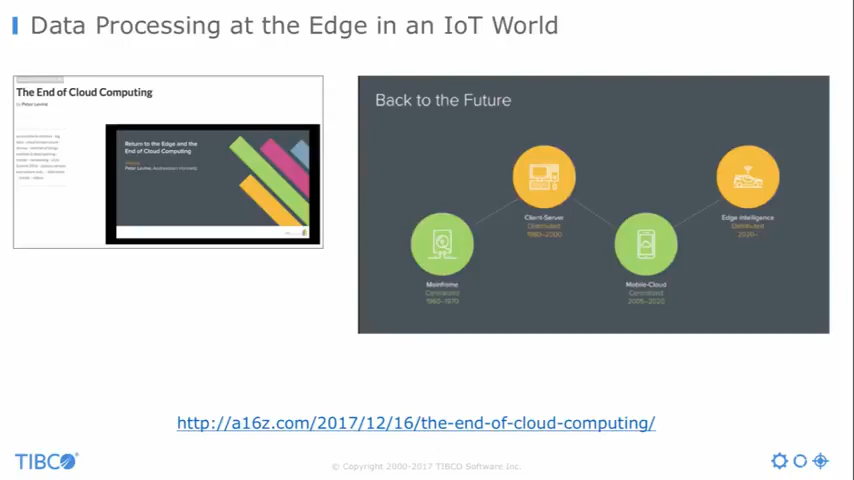 Data Processing at the Edge in an IoT World
The End of Cloud Computing
by Peter Levine
Return to the Edge and the
End of Cloud Computing
Peter Levine, Andreessen Horowitz
Back to the Future
Mainframe
Centralized
1960–1970
Client-Server
Distributed
1980–2000
Mobile-Cloud
Centralized
2005–2020
Edge Intelligence
Distributed
2020–
http://a16z.com/2017/12/16/the-end-of-cloud-computing/
TIBCO
© Copyright 2000-2017 TIBCO Software Inc.